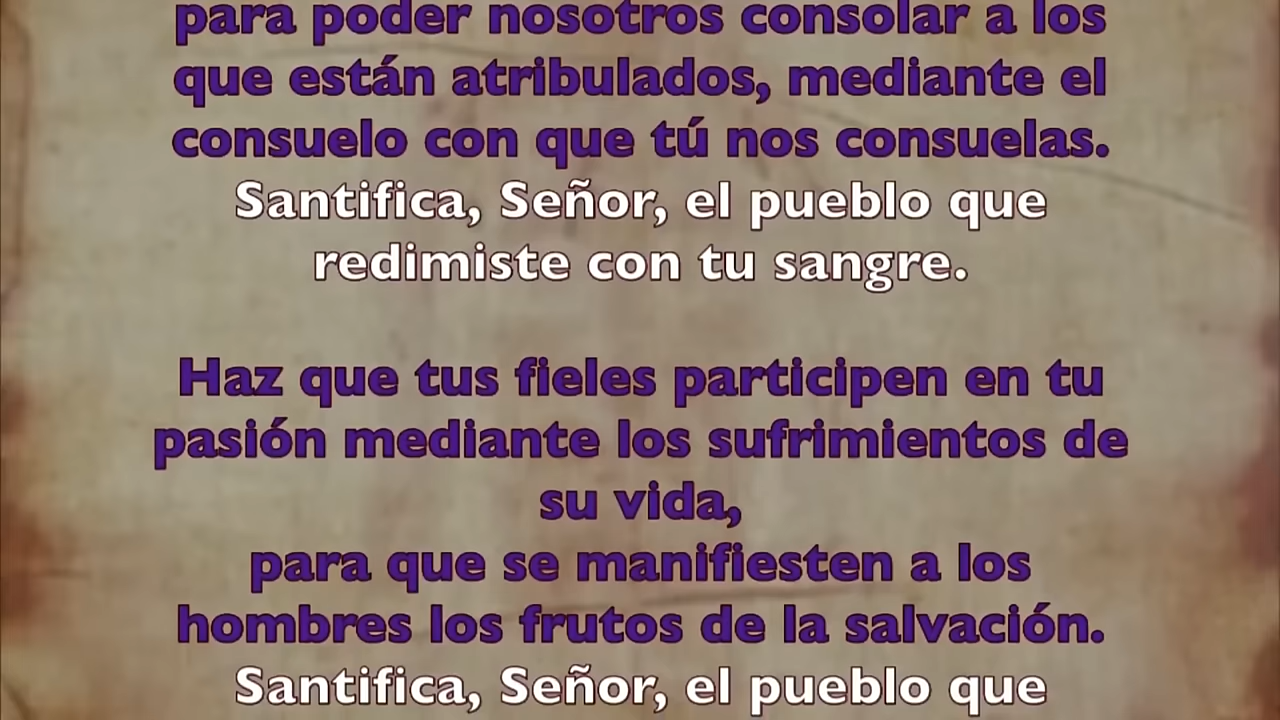 para poder nosotros consolar a los
que están atribulados, mediante el
consuelo con que tú nos consuelas.
Santifica, Señor, el pueblo que
redimiste con tu sangre.
Haz que tus fieles participen en tu
pasión mediante los sufrimientos de
su vida,
para que se manifiesten a los
hombres los frutos de la salvación.
Santifica, Señor, el pueblo que